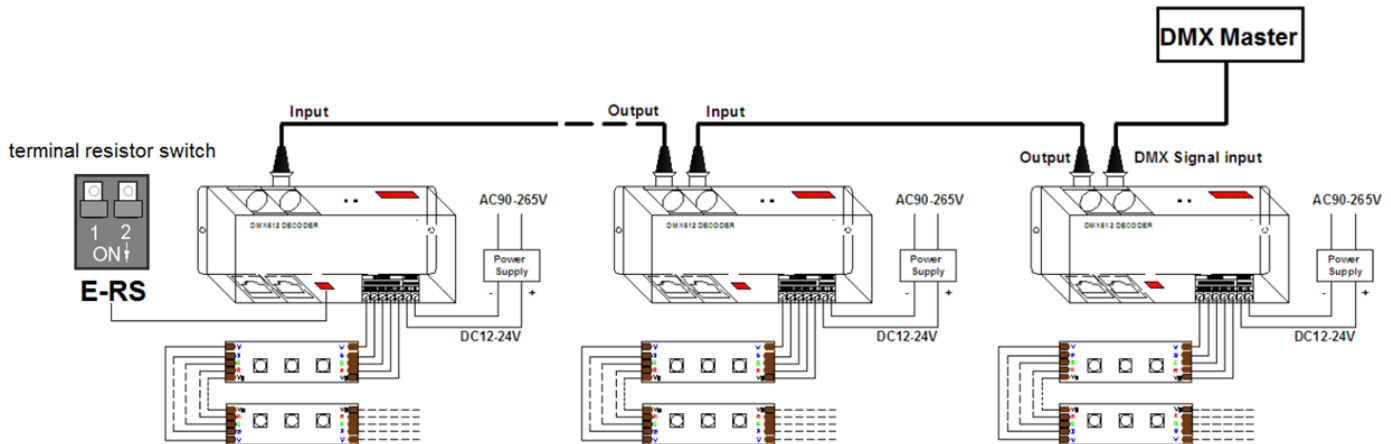 DMX Master
Input
Output
Input
Output
DMX Signal input
terminal resistor switch
1 2
ON
E-RS
DMX512 DECODER
AC90-265V
Power
Supply
- +
DC12-24V
DMX512 DECODER
AC90-265V
Power
Supply
- +
DC12-24V
DMX512 DECODER
AC90-265V
Power
Supply
- +
DC12-24V